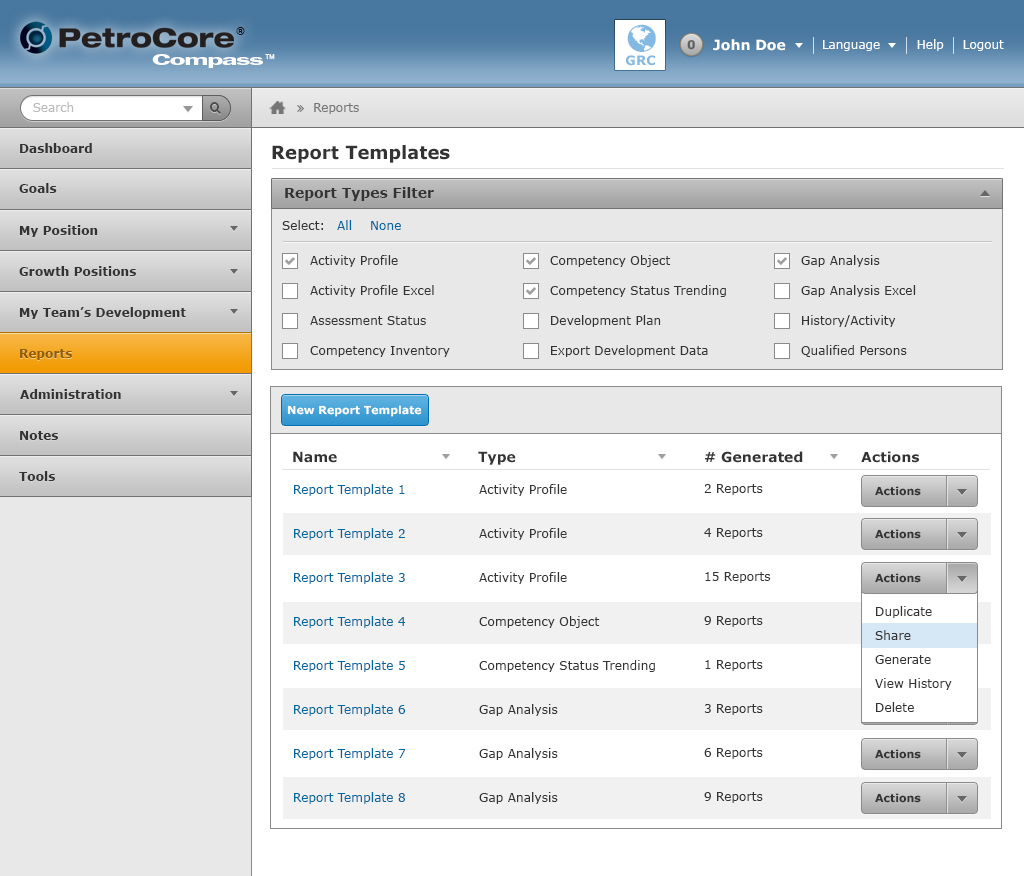 PetroCore®
Compass™
GRC
0 John Doe Language Help Logout
Search
» Reports
Dashboard
Goals
My Position
Growth Positions
My Team’s Development
Reports
Administration
Notes
Tools
Report Templates
Report Types Filter
Select: All None
Activity Profile Competency Object Gap Analysis
Activity Profile Excel Competency Status Trending Gap Analysis Excel
Assessment Status Development Plan History/Activity
Competency Inventory Export Development Data Qualified Persons
New Report Template
Name Type # Generated Actions
Report Template 1 Activity Profile 2 Reports Actions
Report Template 2 Activity Profile 4 Reports Actions
Report Template 3 Activity Profile 15 Reports Actions
Duplicate
Report Template 4 Competency Object 9 Reports
Share
Generate
Report Template 5 Competency Status Trending 1 Reports
View History
Report Template 6 Gap Analysis 3 Reports
Delete
Report Template 7 Gap Analysis 6 Reports Actions
Report Template 8 Gap Analysis 9 Reports Actions